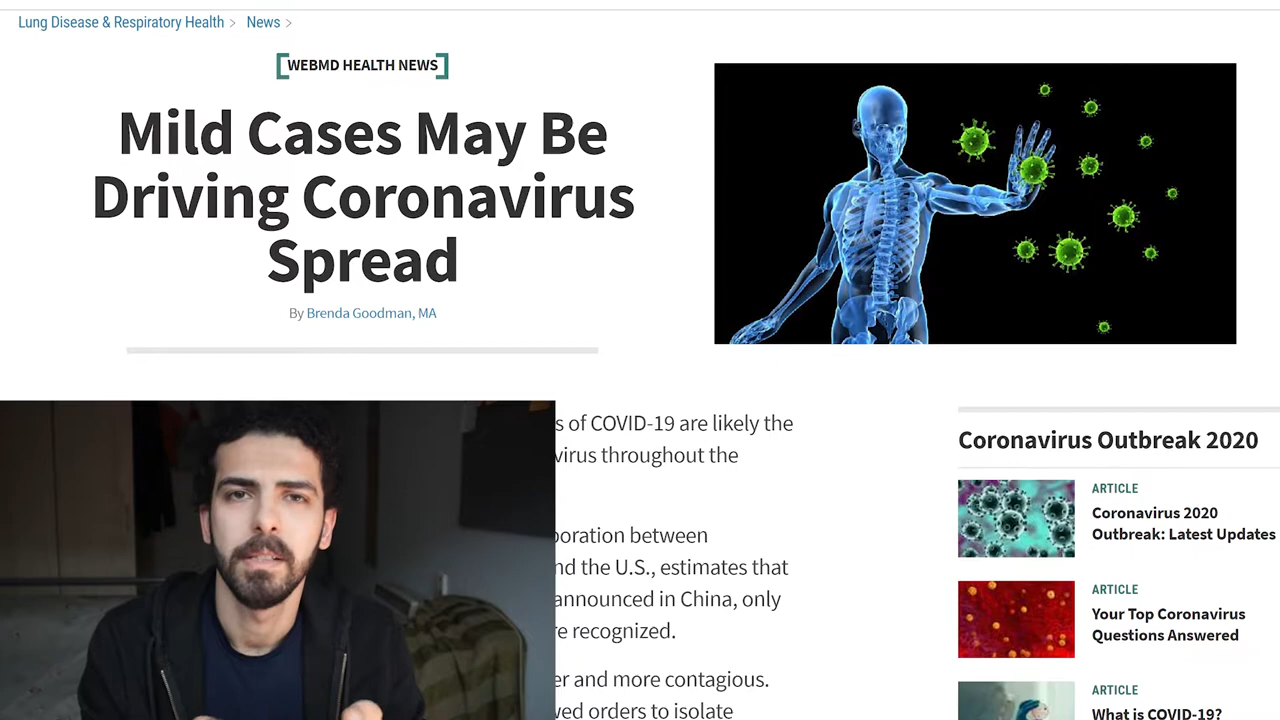 Lung Disease & Respiratory Health > News >
WEBMD HEALTH NEWS
Mild Cases May Be
Driving Coronavirus
Spread
By Brenda Goodman, MA
s of COVID-19 are likely the
virus throughout the
boration between
nd the U.S., estimates that
announced in China, only
re recognized.
er and more contagious.
ved orders to isolate
Coronavirus Outbreak 2020
ARTICLE
Coronavirus 2020
Outbreak: Latest Updates
ARTICLE
Your Top Coronavirus
Questions Answered
ARTICLE
What is COVID-19?